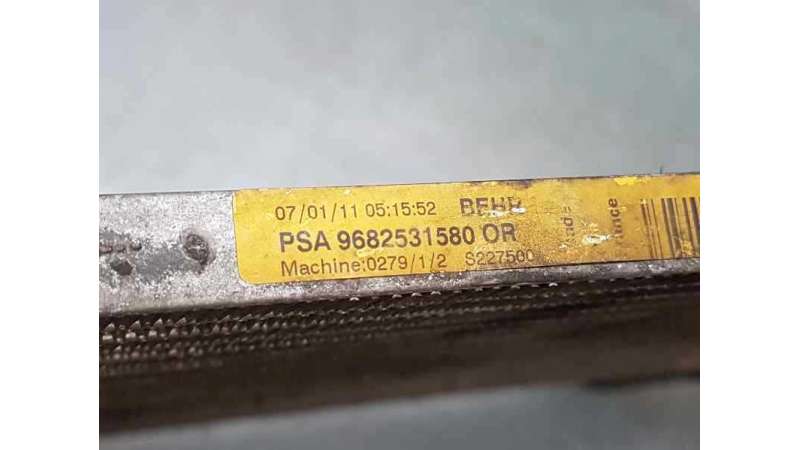 07/01/11 05:15:52 BEHR
PSA 9682531580 OR
Machine:0279/1/2 S227500